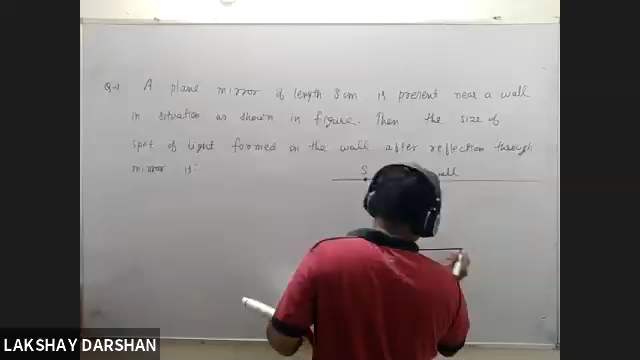 Q-1 A plane mirror of length 8 cm is present near a wall
in situation as shown in figure. Then the size of
spot of light formed on the wall after reflection through
mirror is:
S
LAKSHAY DARSHAN